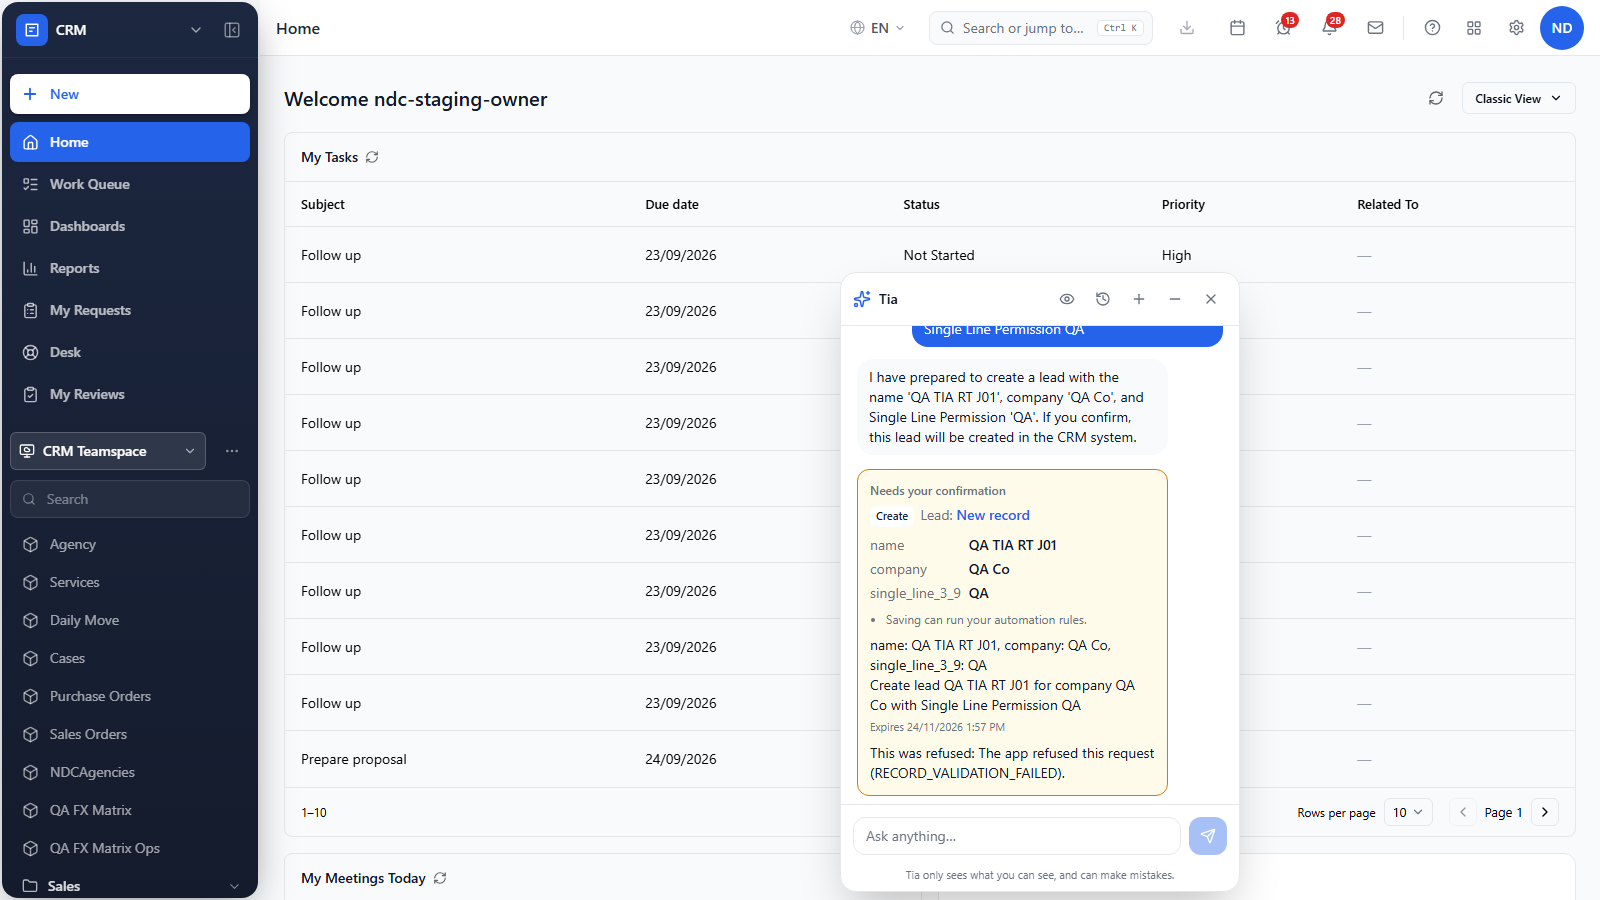 CRM
New
Home
Work Queue
Dashboards
Reports
My Requests
Desk
My Reviews
CRM Teamspace
Search
Agency
Services
Daily Move
Cases
Purchase Orders
Sales Orders
NDCAgencies
QA FX Matrix
QA FX Matrix Ops
Sales
Home
EN
Search or jump to...
Ctrl K
13
28
ND
Welcome ndc-staging-owner
Classic View
My Tasks
Subject Due date Status Priority Related To
Follow up 23/09/2026 Not Started High —
Follow up 23/09/2026 —
Follow up 23/09/2026 —
Follow up 23/09/2026 —
Follow up 23/09/2026 —
Follow up 23/09/2026 —
Follow up 23/09/2026 —
Follow up 23/09/2026 —
Follow up 23/09/2026 —
Prepare proposal 24/09/2026 —
1–10
Rows per page 10 Page 1
My Meetings Today
Tia
Single Line Permission QA
I have prepared to create a lead with the
name 'QA TIA RT J01', company 'QA Co', and
Single Line Permission 'QA'. If you confirm,
this lead will be created in the CRM system.
Needs your confirmation
Create Lead: New record
name QA TIA RT J01
company QA Co
single_line_3_9 QA
• Saving can run your automation rules.
name: QA TIA RT J01, company: QA Co,
single_line_3_9: QA
Create lead QA TIA RT J01 for company QA
Co with Single Line Permission QA
Expires 24/11/2026 1:57 PM
This was refused: The app refused this request
(RECORD_VALIDATION_FAILED).
Ask anything...
Tia only sees what you can see, and can make mistakes.